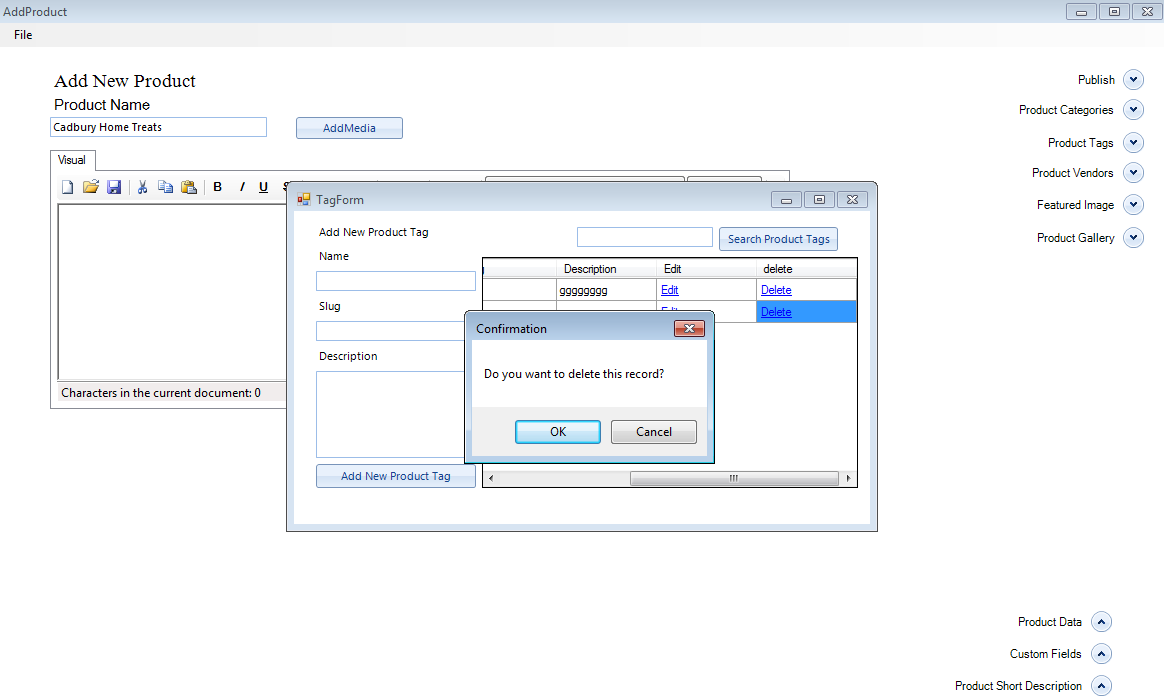 AddProduct
File
Add New Product
Product Name
Cadbury Home Treats
AddMedia
Publish
Product Categories
Product Tags
Product Vendors
Featured Image
Product Gallery
Visual
B I U
Characters in the current document: 0
TagForm
Add New Product Tag
Search Product Tags
Name
Slug
Description
Add New Product Tag
Description Edit delete
gggggggg Edit Delete
Delete
Confirmation
Do you want to delete this record?
OK Cancel
Product Data
Custom Fields
Product Short Description